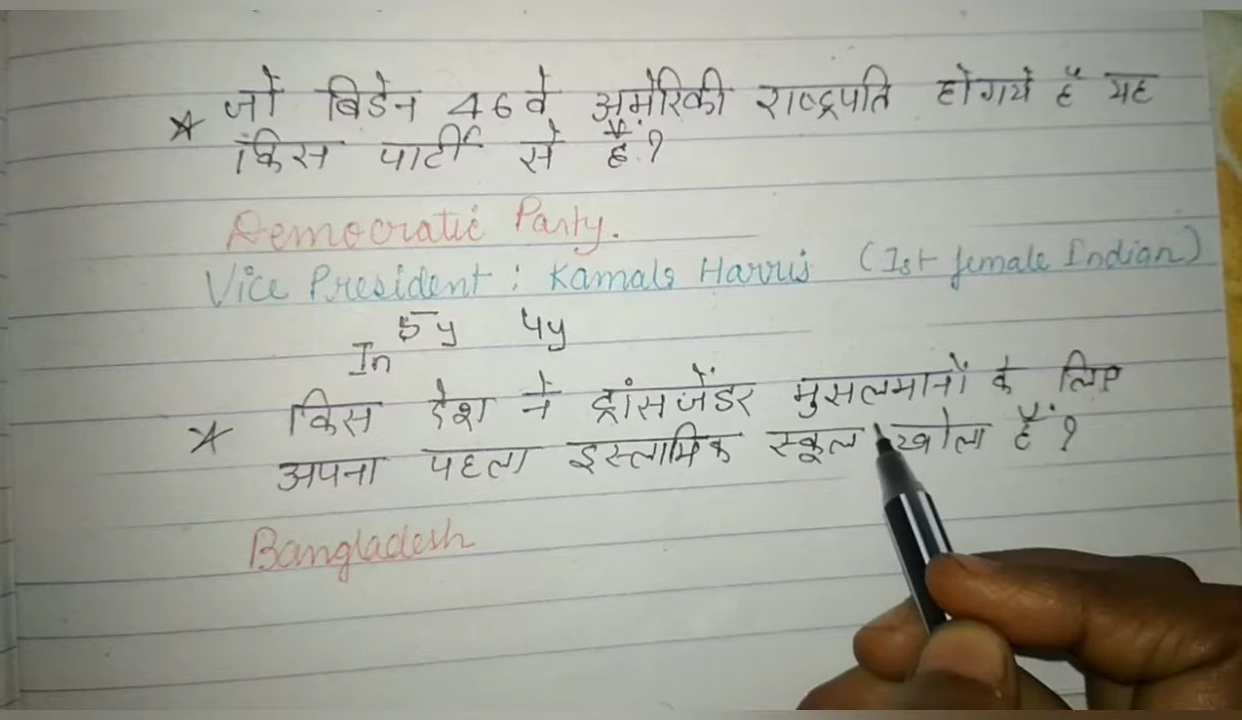 ★ जो बिडेन 46 वे अमेरिकी राष्ट्रपति होगये है यह
किस पार्टी से हैं?
Democratic Party.
Vice President : Kamala Harris (1st female Indian)
In 5y 4y
★ किस देश ने ट्रांसजेंडर मुसलमानों के लिए
अपना पहला इस्लामिक स्कूल खोला हैं?
Bangladesh